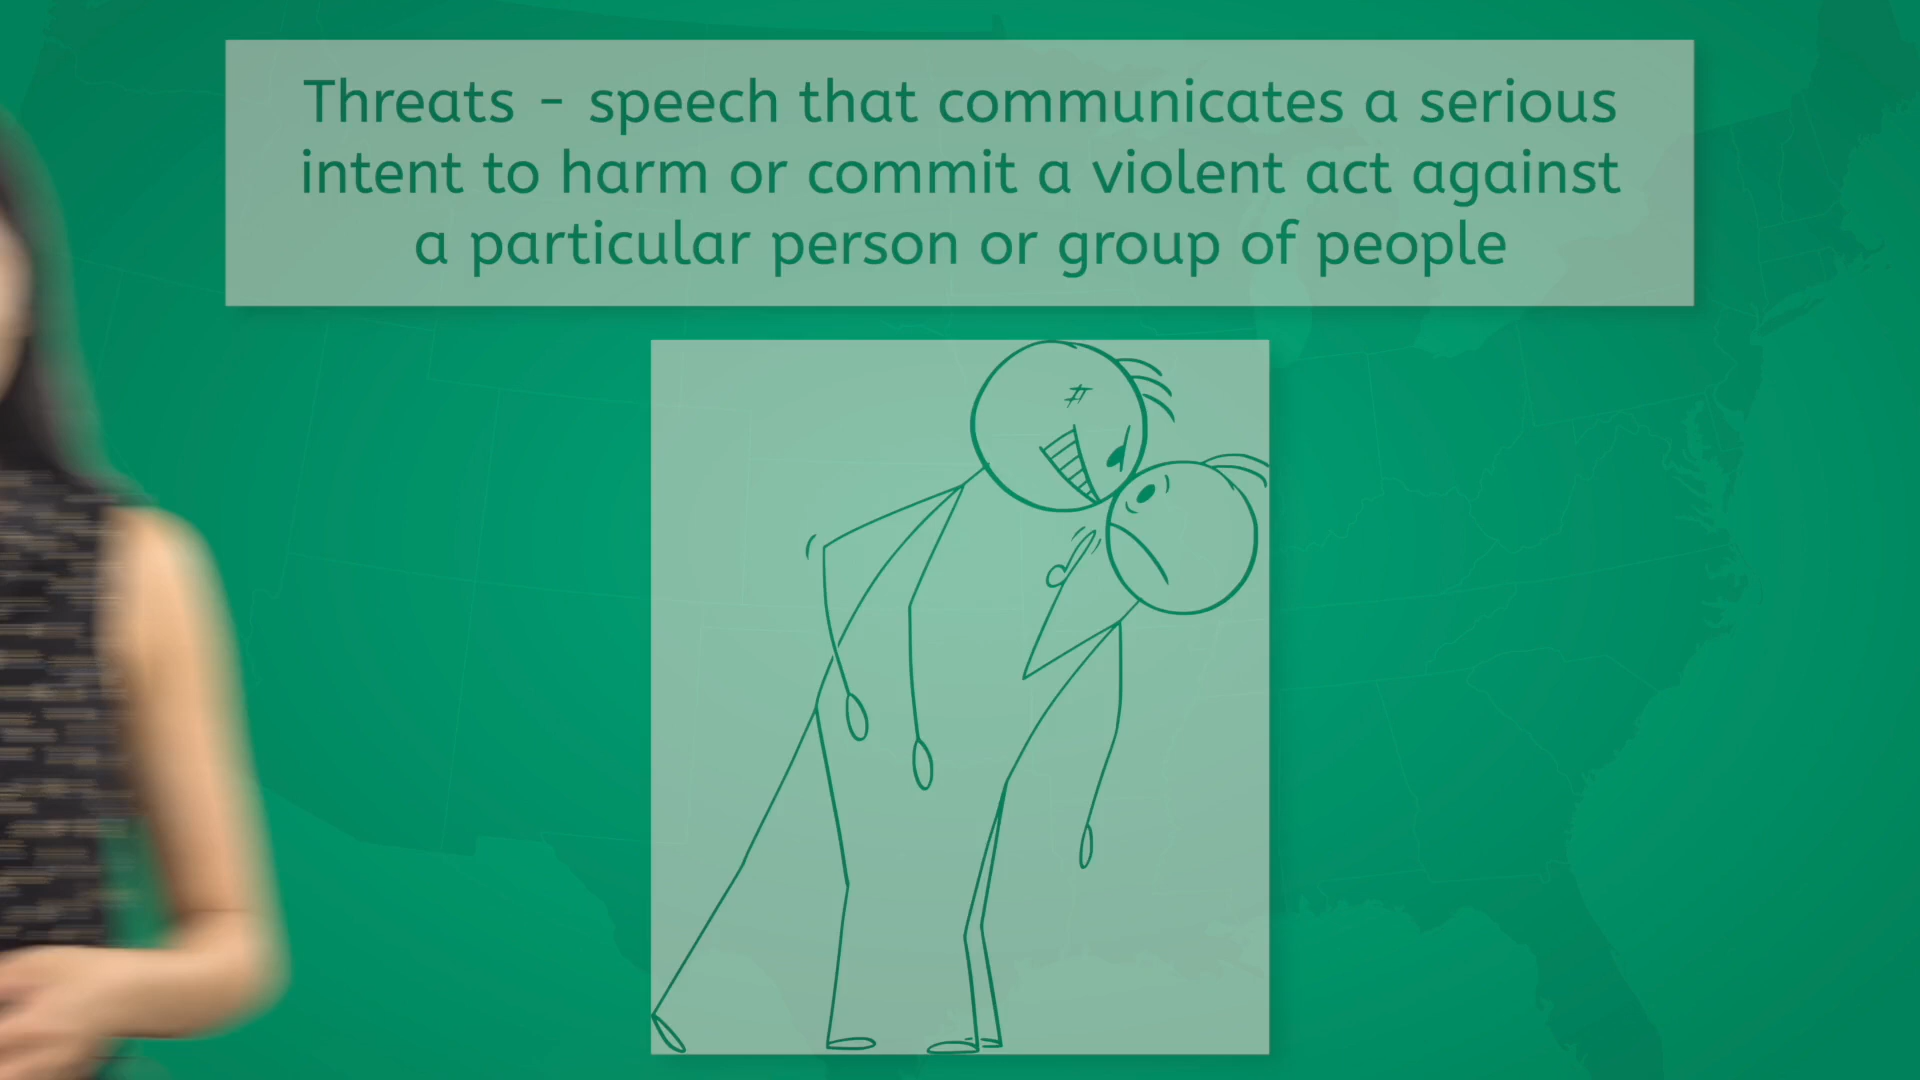 Threats - speech that communicates a serious
intent to harm or commit a violent act against
a particular person or group of people